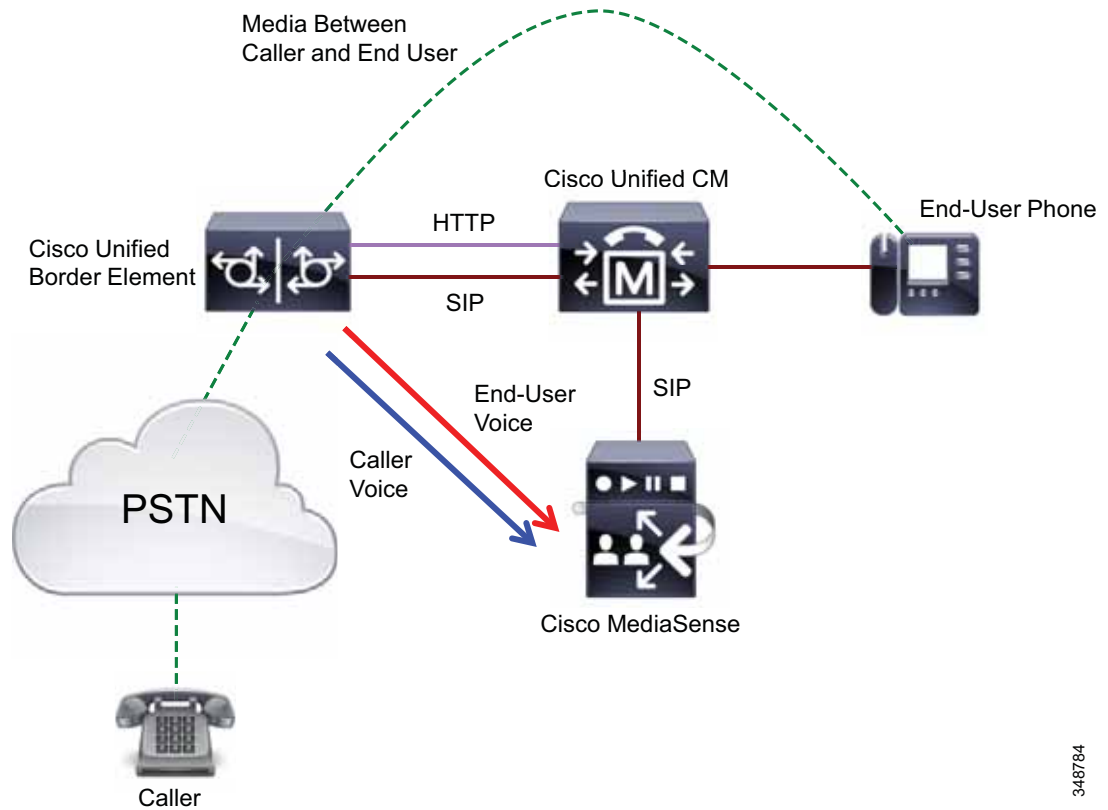 Media Between
Caller and End User
Cisco Unified CM
End-User Phone
HTTP
Cisco Unified
Border Element
M
SIP
End-User
Voice
SIP
Caller
Voice
PSTN
Cisco MediaSense
Caller
348784